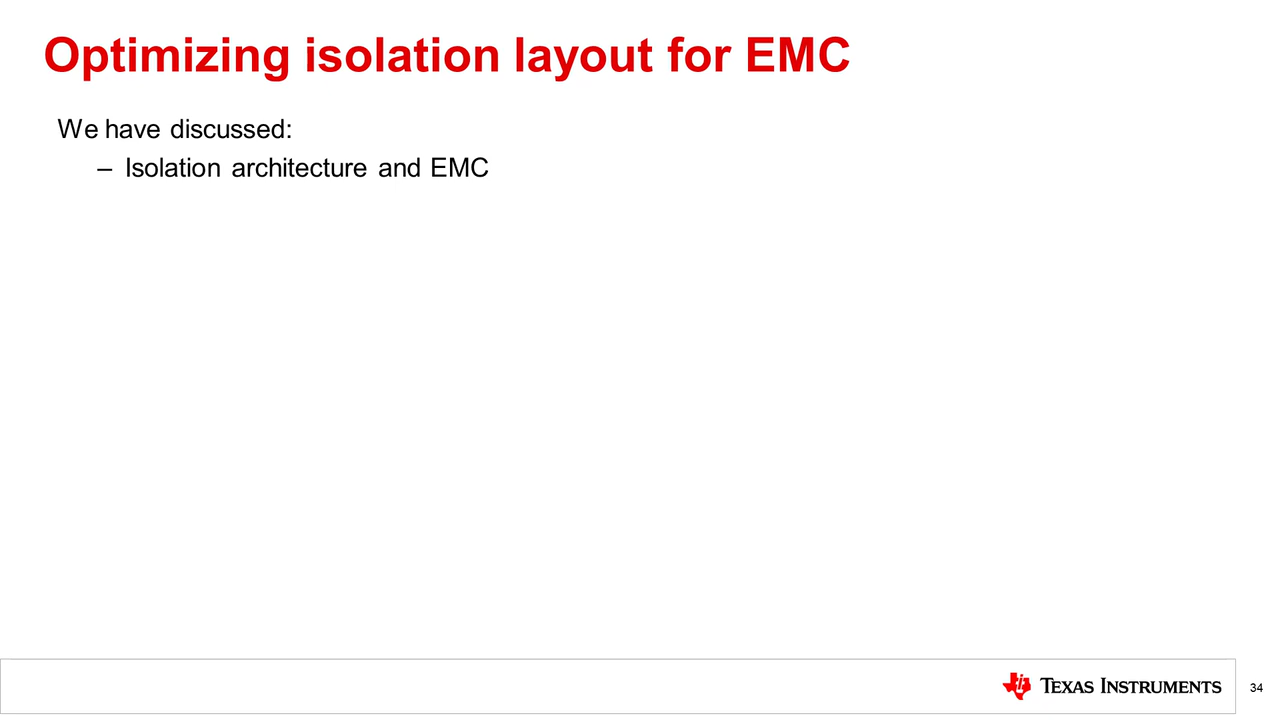 Optimizing isolation layout for EMC
We have discussed:
– Isolation architecture and EMC
TEXAS INSTRUMENTS
34